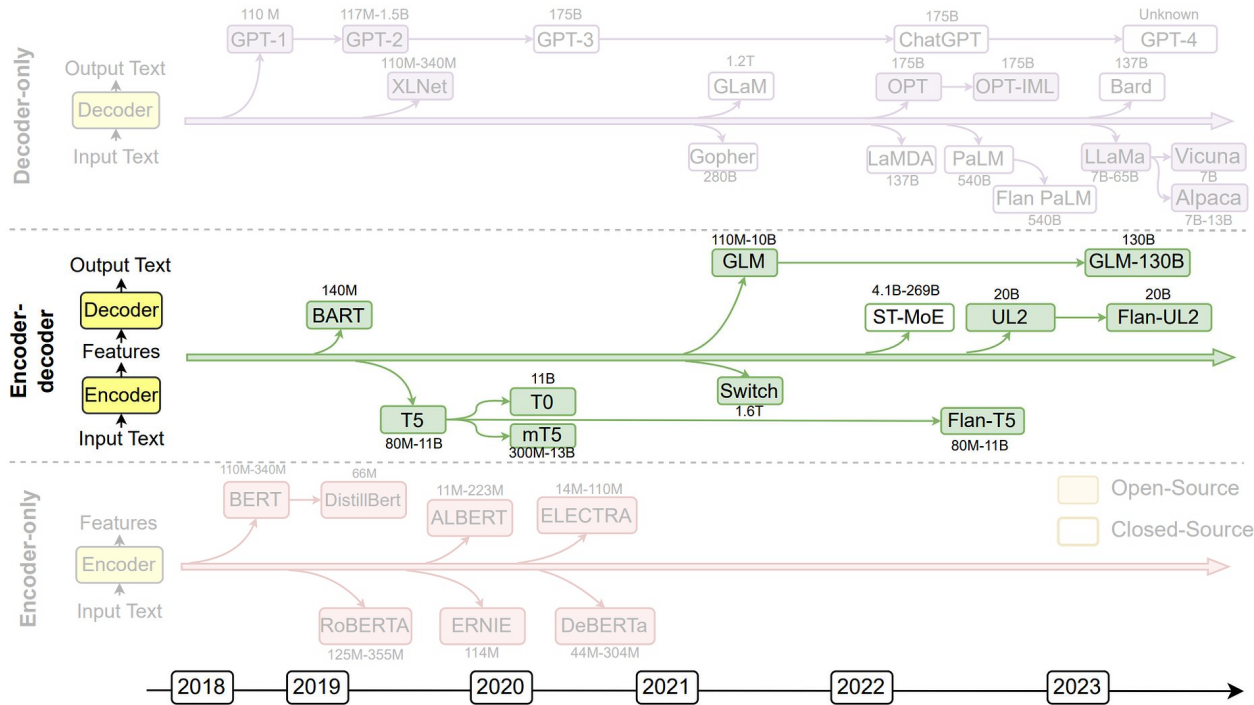 Decoder-only
Output Text
Decoder
Input Text
110 M
GPT-1
117M-1.5B
GPT-2
175B
GPT-3
175B
ChatGPT
Unknown
GPT-4
110M-340M
XLNet
1.2T
GLaM
175B
OPT
175B
OPT-IML
137B
Bard
Gopher
280B
LaMDA
137B
PaLM
540B
Flan PaLM
540B
LLaMa
7B-65B
Vicuna
7B
Alpaca
7B-13B
Encoder-
decoder
Output Text
Decoder
Features
Encoder
Input Text
110M-10B
GLM
130B
GLM-130B
140M
BART
4.1B-269B
ST-MoE
20B
UL2
20B
Flan-UL2
T5
80M-11B
11B
T0
mT5
300M-13B
Switch
1.6T
Flan-T5
80M-11B
Encoder-only
Features
Encoder
Input Text
110M-340M
BERT
66M
DistillBert
11M-223M
ALBERT
14M-110M
ELECTRA
RoBERTA
125M-355M
ERNIE
114M
DeBERTa
44M-304M
Open-Source
Closed-Source
2018
2019
2020
2021
2022
2023